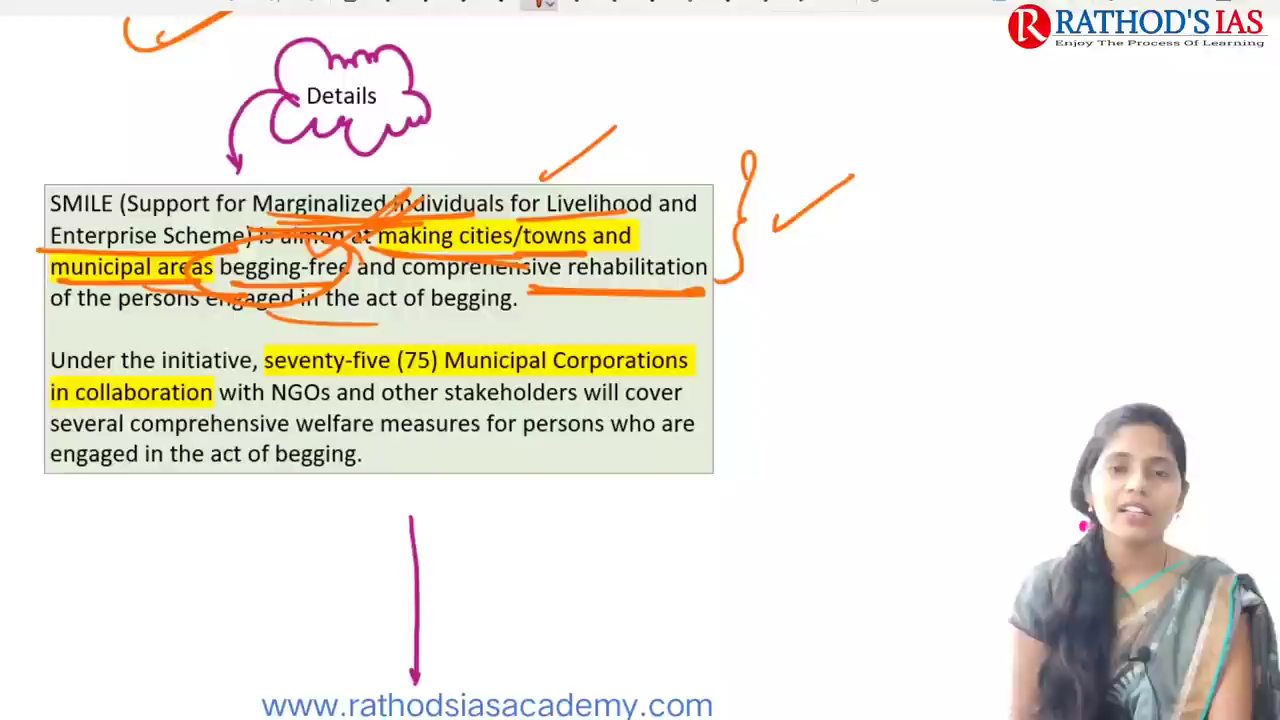 RATHOD'S IAS
Enjoy The Process Of Learning
Details
SMILE (Support for Marginalized Individuals for Livelihood and
Enterprise Scheme) is aimed at making cities/towns and
municipal areas begging-free and comprehensive rehabilitation
of the persons engaged in the act of begging.
Under the initiative, seventy-five (75) Municipal Corporations
in collaboration with NGOs and other stakeholders will cover
several comprehensive welfare measures for persons who are
engaged in the act of begging.
www.rathodsiasacademy.com